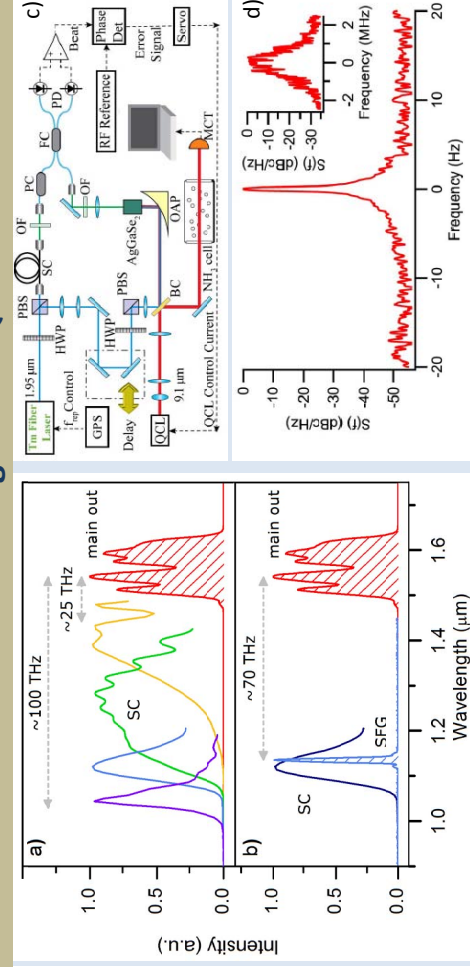 a)
~100 THz
~25 THz
main out
SC
1.0
0.5
0.0
b)
~70 THz
main out
SC
SFG
1.0
0.5
0.0
1.0
1.2
1.4
1.6
Wavelength (µm)
Intensity (a.u.)
c)
Tm Fiber
Laser
1.95 µm
HWP
PBS
SC
OF
PC
FC
PD
Beat
Phase
Det
RF Reference
Error
Signal
Servo
f_rep Control
GPS
Delay
HWP
PBS
OF
AgGaSe₂
OAP
BC
QCL
9.1 µm
NH₃ cell
MCT
QCL Control Current
d)
S(f) (dBc/Hz)
0
-10
-20
-30
-40
-50
-20
-10
0
10
20
Frequency (Hz)
S(f) (dBc/Hz)
0
-10
-20
-30
-2
0
2
Frequency (MHz)